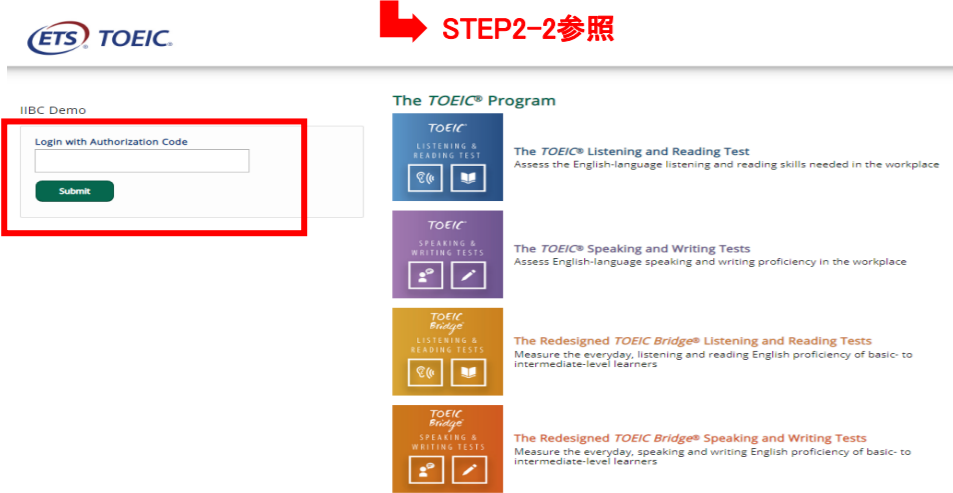 STEP2-2参照
ETS® TOEIC®
IIBC Demo
Login with Authorization Code
Submit
The TOEIC® Program
TOEIC
LISTENING &
READING TEST
The TOEIC® Listening and Reading Test
Assess the English-language listening and reading skills needed in the workplace
TOEIC
SPEAKING &
WRITING TESTS
The TOEIC® Speaking and Writing Tests
Assess English-language speaking and writing proficiency in the workplace
TOEIC
Bridge
LISTENING &
READING TESTS
The Redesigned TOEIC Bridge® Listening and Reading Tests
Measure the everyday, listening and reading English proficiency of basic- to
intermediate-level learners
TOEIC
Bridge
SPEAKING &
WRITING TESTS
The Redesigned TOEIC Bridge® Speaking and Writing Tests
Measure the everyday, speaking and writing English proficiency of basic- to
intermediate-level learners